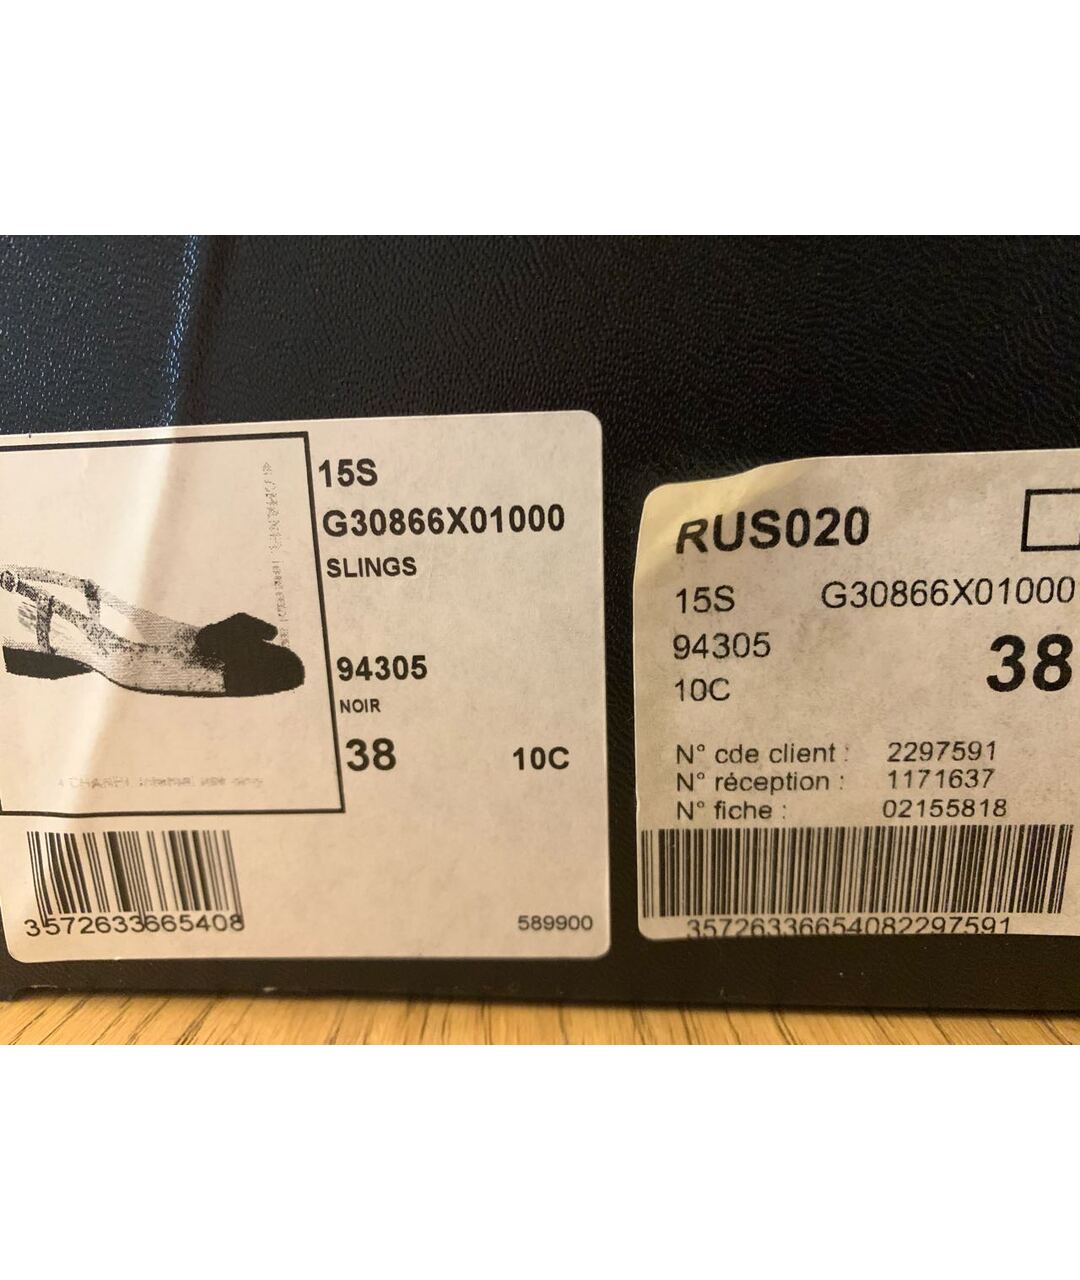 15S
G30866X01000
SLINGS
94305
NOIR
38 10C
3572633665408
589900
RUS020
15S G30866X01000
94305
38
10C
N° cde client : 2297591
N° réception : 1171637
N° fiche : 02155818
35726336654082297591